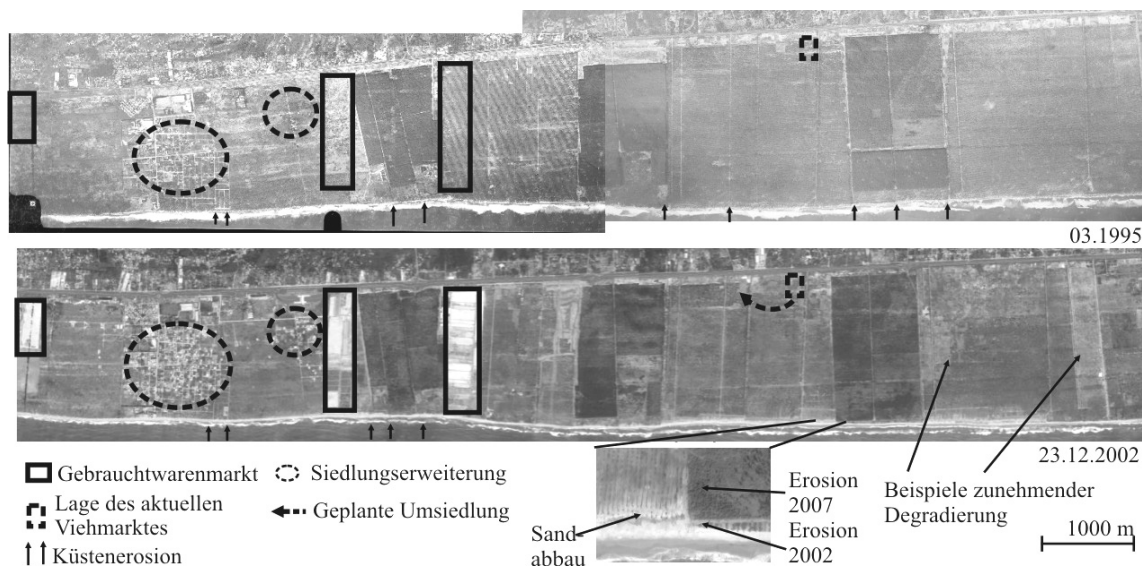 03.1995
23.12.2002
Gebrauchtwarenmarkt
Siedlungserweiterung
Lage des aktuellen
Viehmarktes
Geplante Umsiedlung
Küstenerosion
Sand
abbau
Erosion
2007
Erosion
2002
Beispiele zunehmender
Degradierung
1000 m